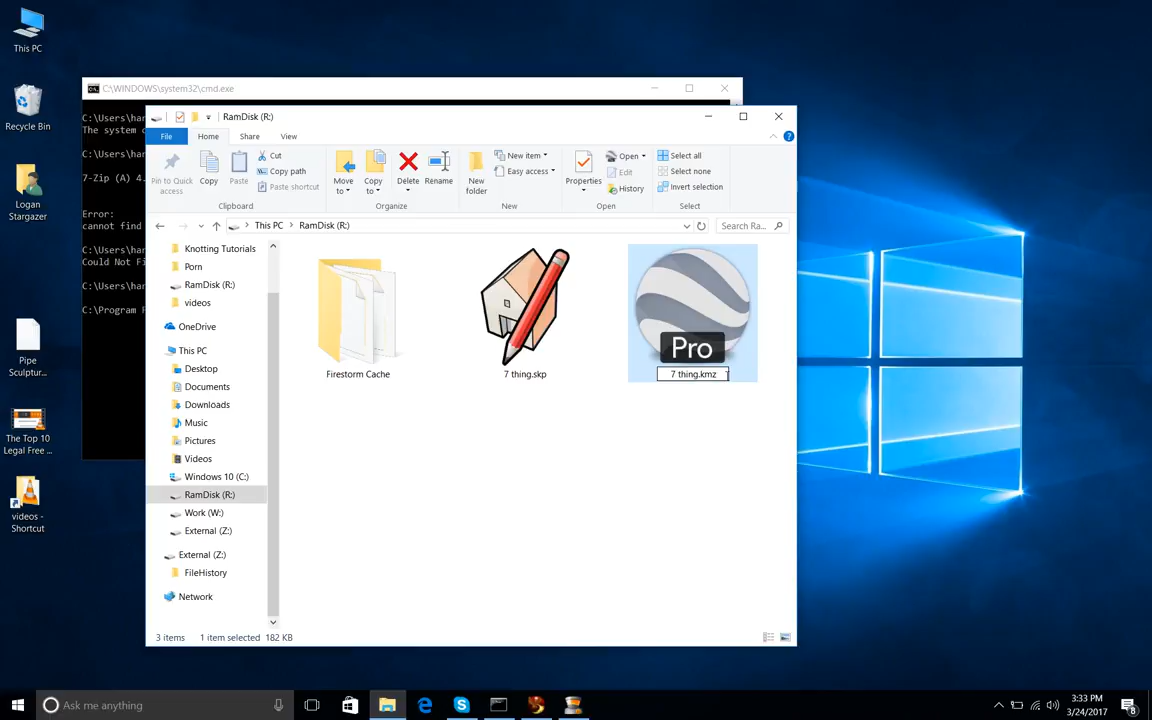 This PC
Recycle Bin
Logan
Stargazer
Pipe
Sculptur...
The Top 10
Legal Free ...
videos -
Shortcut
C:\WINDOWS\system32\cmd.exe
C:\Users\har
The system c
C:\Users\har
7-Zip (A) 4.
C:\Users\har
Error:
cannot find
C:\Users\har
Could Not Fi
C:\Users\har
C:\Program F
RamDisk (R:)
File
Home
Share
View
Pin to Quick
access
Copy
Paste
Cut
Copy path
Paste shortcut
Clipboard
Move
to
Copy
to
Delete
Rename
Organize
New
folder
New item
Easy access
New
Properties
Open
Edit
History
Open
Select all
Select none
Invert selection
Select
This PC
RamDisk (R:)
Search Ra...
Knotting Tutorials
Porn
RamDisk (R:)
videos
OneDrive
This PC
Desktop
Documents
Downloads
Music
Pictures
Videos
Windows 10 (C:)
RamDisk (R:)
Work (W:)
External (Z:)
External (Z:)
FileHistory
Network
Firestorm Cache
7 thing.skp
Pro
7 thing.kmz
3 items
1 item selected 182 KB
Ask me anything
3:33 PM
3/24/2017
8